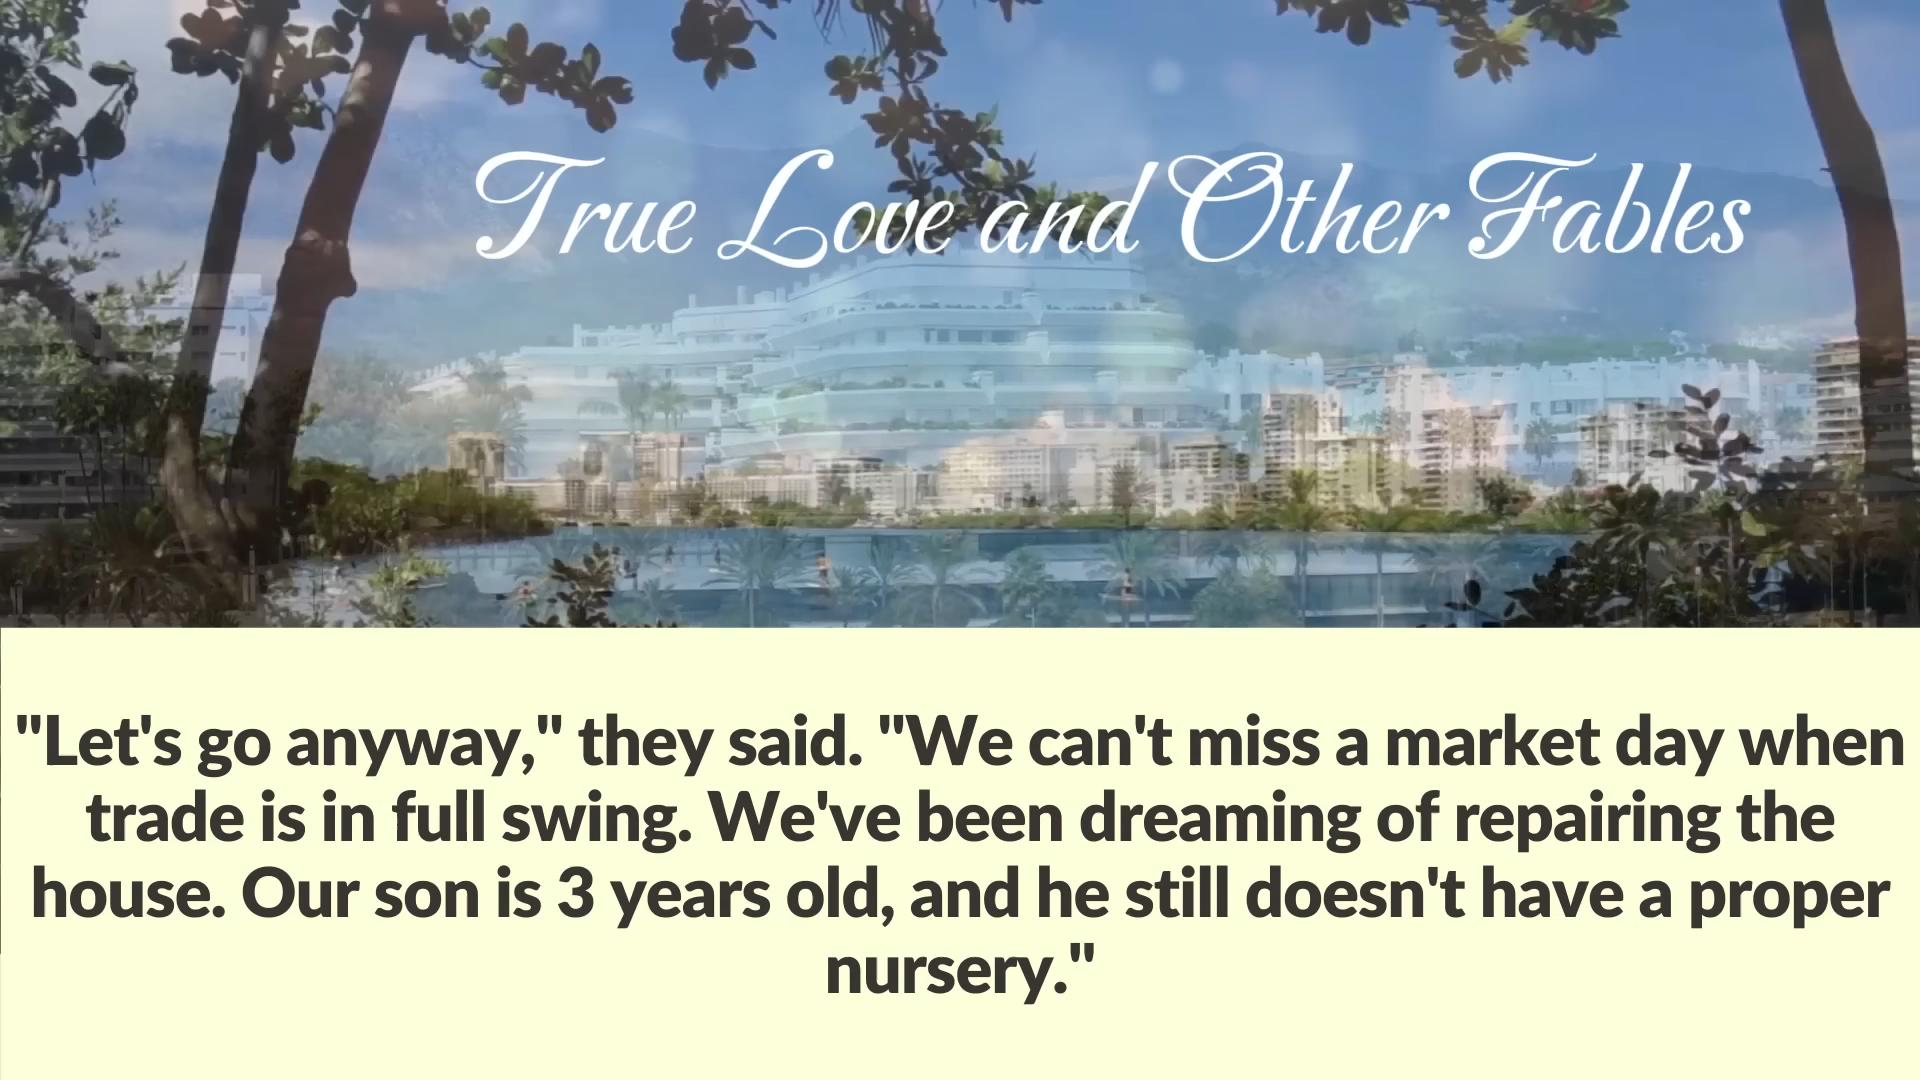 True Love and Other Fables
"Let's go anyway," they said. "We can't miss a market day when
trade is in full swing. We've been dreaming of repairing the
house. Our son is 3 years old, and he still doesn't have a proper
nursery."